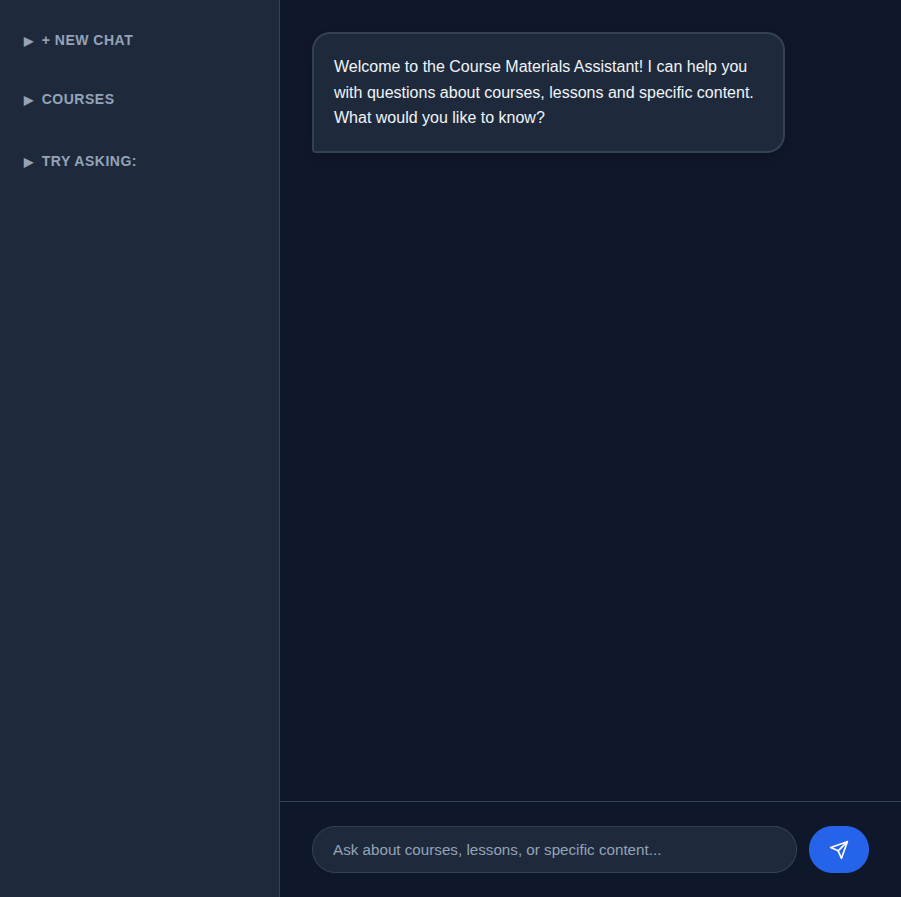 ▶ + NEW CHAT
▶ COURSES
▶ TRY ASKING:
Welcome to the Course Materials Assistant! I can help you
with questions about courses, lessons and specific content.
What would you like to know?
Ask about courses, lessons, or specific content...